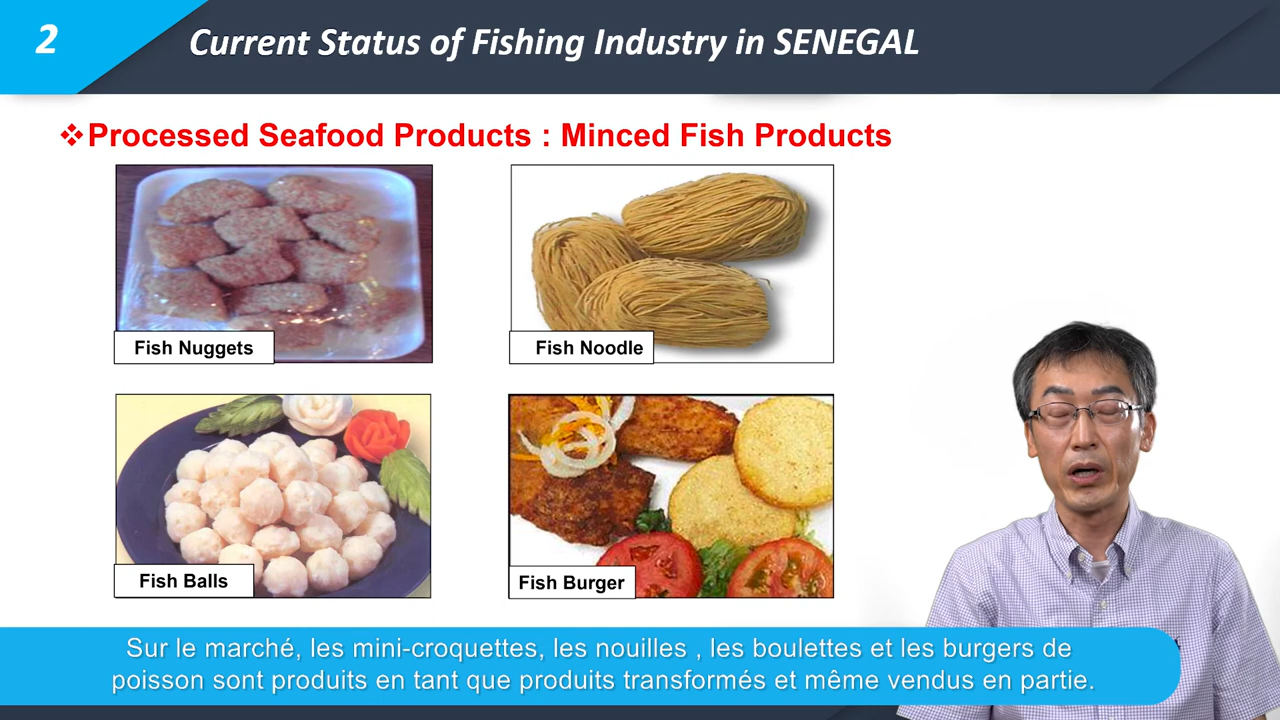 2
Current Status of Fishing Industry in SENEGAL
❖Processed Seafood Products : Minced Fish Products
Fish Nuggets
Fish Noodle
Fish Balls
Fish Burger
Sur le marché, les mini-croquettes, les nouilles , les boulettes et les burgers de
poisson sont produits en tant que produits transformés et même vendus en partie.